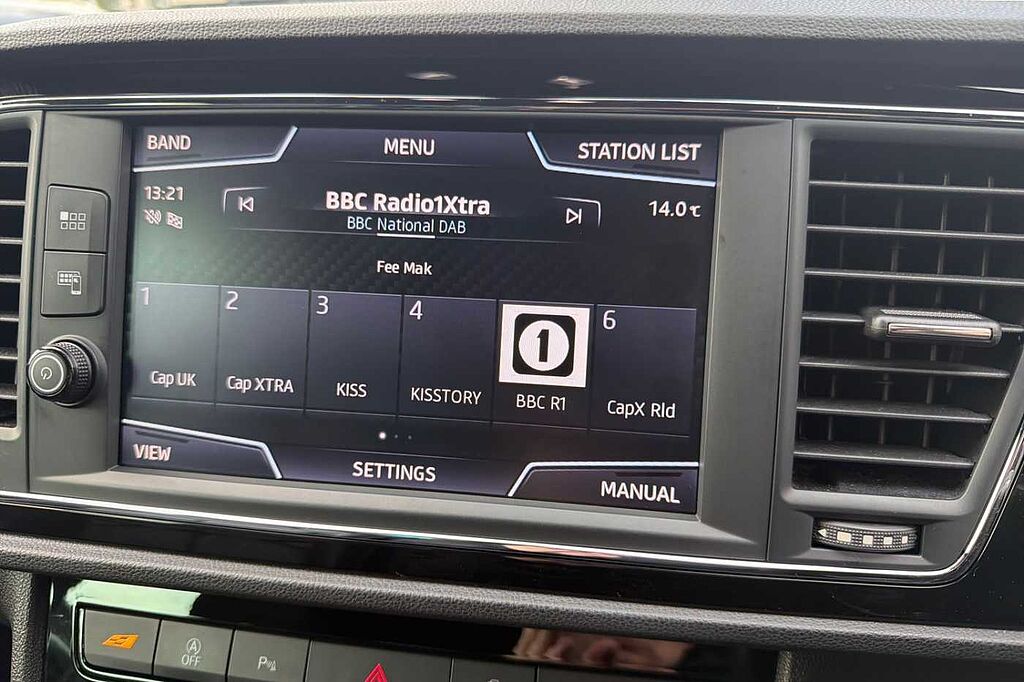 BAND
MENU
STATION LIST
13:21
BBC Radio1Xtra
14.0°C
BBC National DAB
Fee Mak
1
2
3
4
1
6
Cap UK
Cap XTRA
KISS
KISSTORY
BBC R1
CapX Rld
VIEW
SETTINGS
MANUAL
A
OFF
P